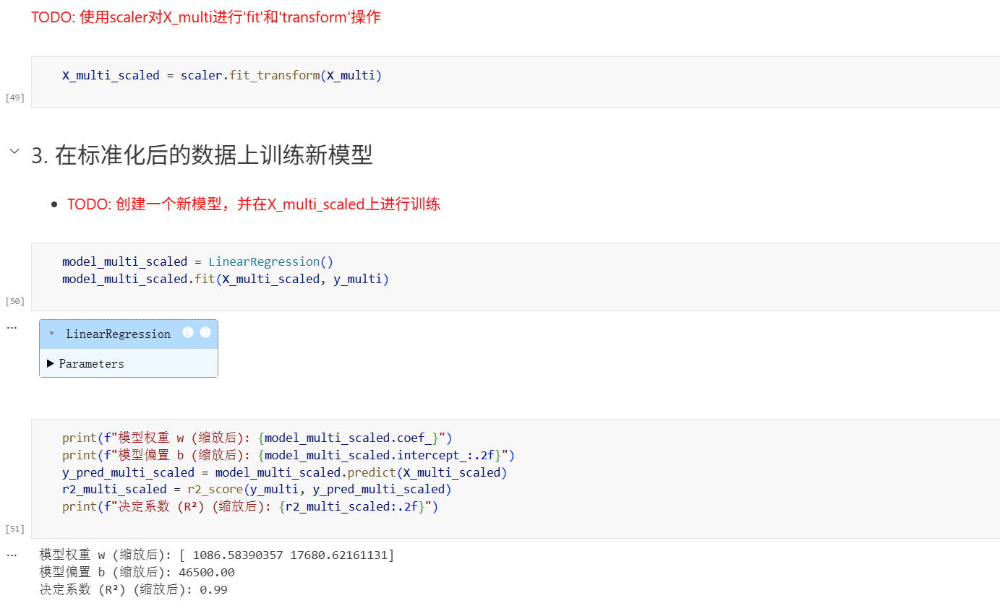 TODO: 使用scaler对X_multi进行'fit'和'transform'操作
X_multi_scaled = scaler.fit_transform(X_multi)
[49]
3. 在标准化后的数据上训练新模型
TODO: 创建一个新模型，并在X_multi_scaled上进行训练
model_multi_scaled = LinearRegression()
model_multi_scaled.fit(X_multi_scaled, y_multi)
[50]
...
LinearRegression i ?
Parameters
print(f"模型权重 w (缩放后): {model_multi_scaled.coef_}")
print(f"模型偏置 b (缩放后): {model_multi_scaled.intercept_:.2f}")
y_pred_multi_scaled = model_multi_scaled.predict(X_multi_scaled)
r2_multi_scaled = r2_score(y_multi, y_pred_multi_scaled)
print(f"决定系数 (R²) (缩放后): {r2_multi_scaled:.2f}")
[51]
...
模型权重 w (缩放后): [ 1086.58390357 17680.62161131]
模型偏置 b (缩放后): 46500.00
决定系数 (R²) (缩放后): 0.99